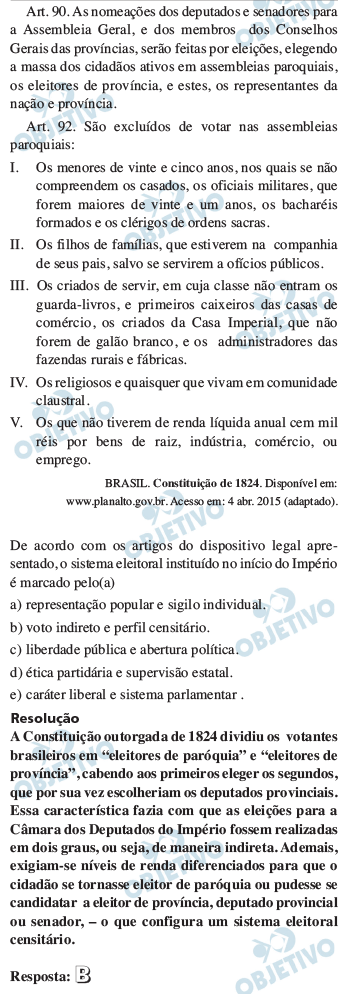 Art. 90. As nomeações dos deputados e senadores para
a Assembleia Geral, e dos membros dos Conselhos
Gerais das províncias, serão feitas por eleições, elegendo
a massa dos cidadãos ativos em assembleias paroquiais,
os eleitores de província, e estes, os representantes da
nação e província.
Art. 92. São excluídos de votar nas assembleias
paroquiais:
I. Os menores de vinte e cinco anos, nos quais se não
compreendem os casados, os oficiais militares, que
forem maiores de vinte e um anos, os bacharéis
formados e os clérigos de ordens sacras.
II. Os filhos de famílias, que estiverem na companhia
de seus pais, salvo se servirem a ofícios públicos.
III. Os criados de servir, em cuja classe não entram os
guarda-livros, e primeiros caixeiros das casas de
comércio, os criados da Casa Imperial, que não
forem de galão branco, e os administradores das
fazendas rurais e fábricas.
IV. Os religiosos e quaisquer que vivam em comunidade
claustral.
V. Os que não tiverem de renda líquida anual cem mil
réis por bens de raiz, indústria, comércio, ou
emprego.
BRASIL. Constituição de 1824. Disponível em:
www.planalto.gov.br. Acesso em: 4 abr. 2015 (adaptado).
De acordo com os artigos do dispositivo legal apre-
sentado, o sistema eleitoral instituído no início do Império
é marcado pelo(a)
a) representação popular e sigilo individual.
b) voto indireto e perfil censitário.
c) liberdade pública e abertura política.
d) ética partidária e supervisão estatal.
e) caráter liberal e sistema parlamentar .
Resolução
A Constituição outorgada de 1824 dividiu os votantes
brasileiros em “eleitores de paróquia” e “eleitores de
província”, cabendo aos primeiros eleger os segundos,
que por sua vez escolheriam os deputados provinciais.
Essa característica fazia com que as eleições para a
Câmara dos Deputados do Império fossem realizadas
em dois graus, ou seja, de maneira indireta. Ademais,
exigiam-se níveis de renda diferenciados para que o
cidadão se tornasse eleitor de paróquia ou pudesse se
candidatar a eleitor de província, deputado provincial
ou senador, – o que configura um sistema eleitoral
censitário.
Resposta: B
OBJETIVO
OBJETIVO
OBJETIVO
OBJETIVO
OBJETIVO
OBJETIVO
OBJETIVO
OBJETIVO
OBJETIVO
OBJETIVO
OBJETIVO